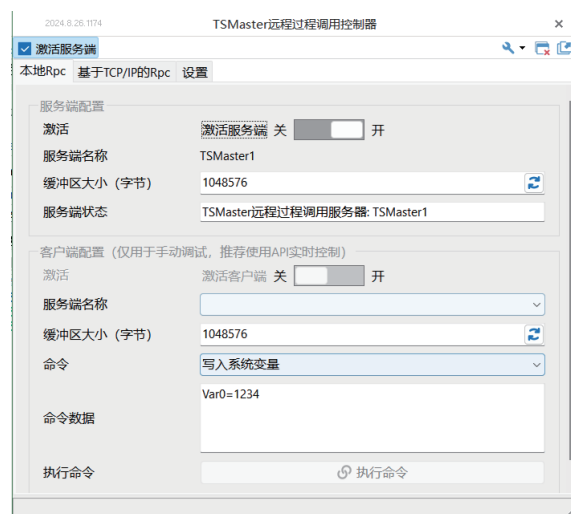 2024.8.26.1174
TSMaster远程过程调用控制器
激活服务端
本地Rpc 基于TCP/IP的Rpc 设置
服务端配置
激活 激活服务端 关 开
服务端名称 TSMaster1
缓冲区大小（字节） 1048576
服务端状态 TSMaster远程过程调用服务器: TSMaster1
客户端配置（仅用于手动调试，推荐使用API实时控制）
激活 激活客户端 关 开
服务端名称
缓冲区大小（字节） 1048576
命令 写入系统变量
命令数据 Var0=1234
执行命令 执行命令